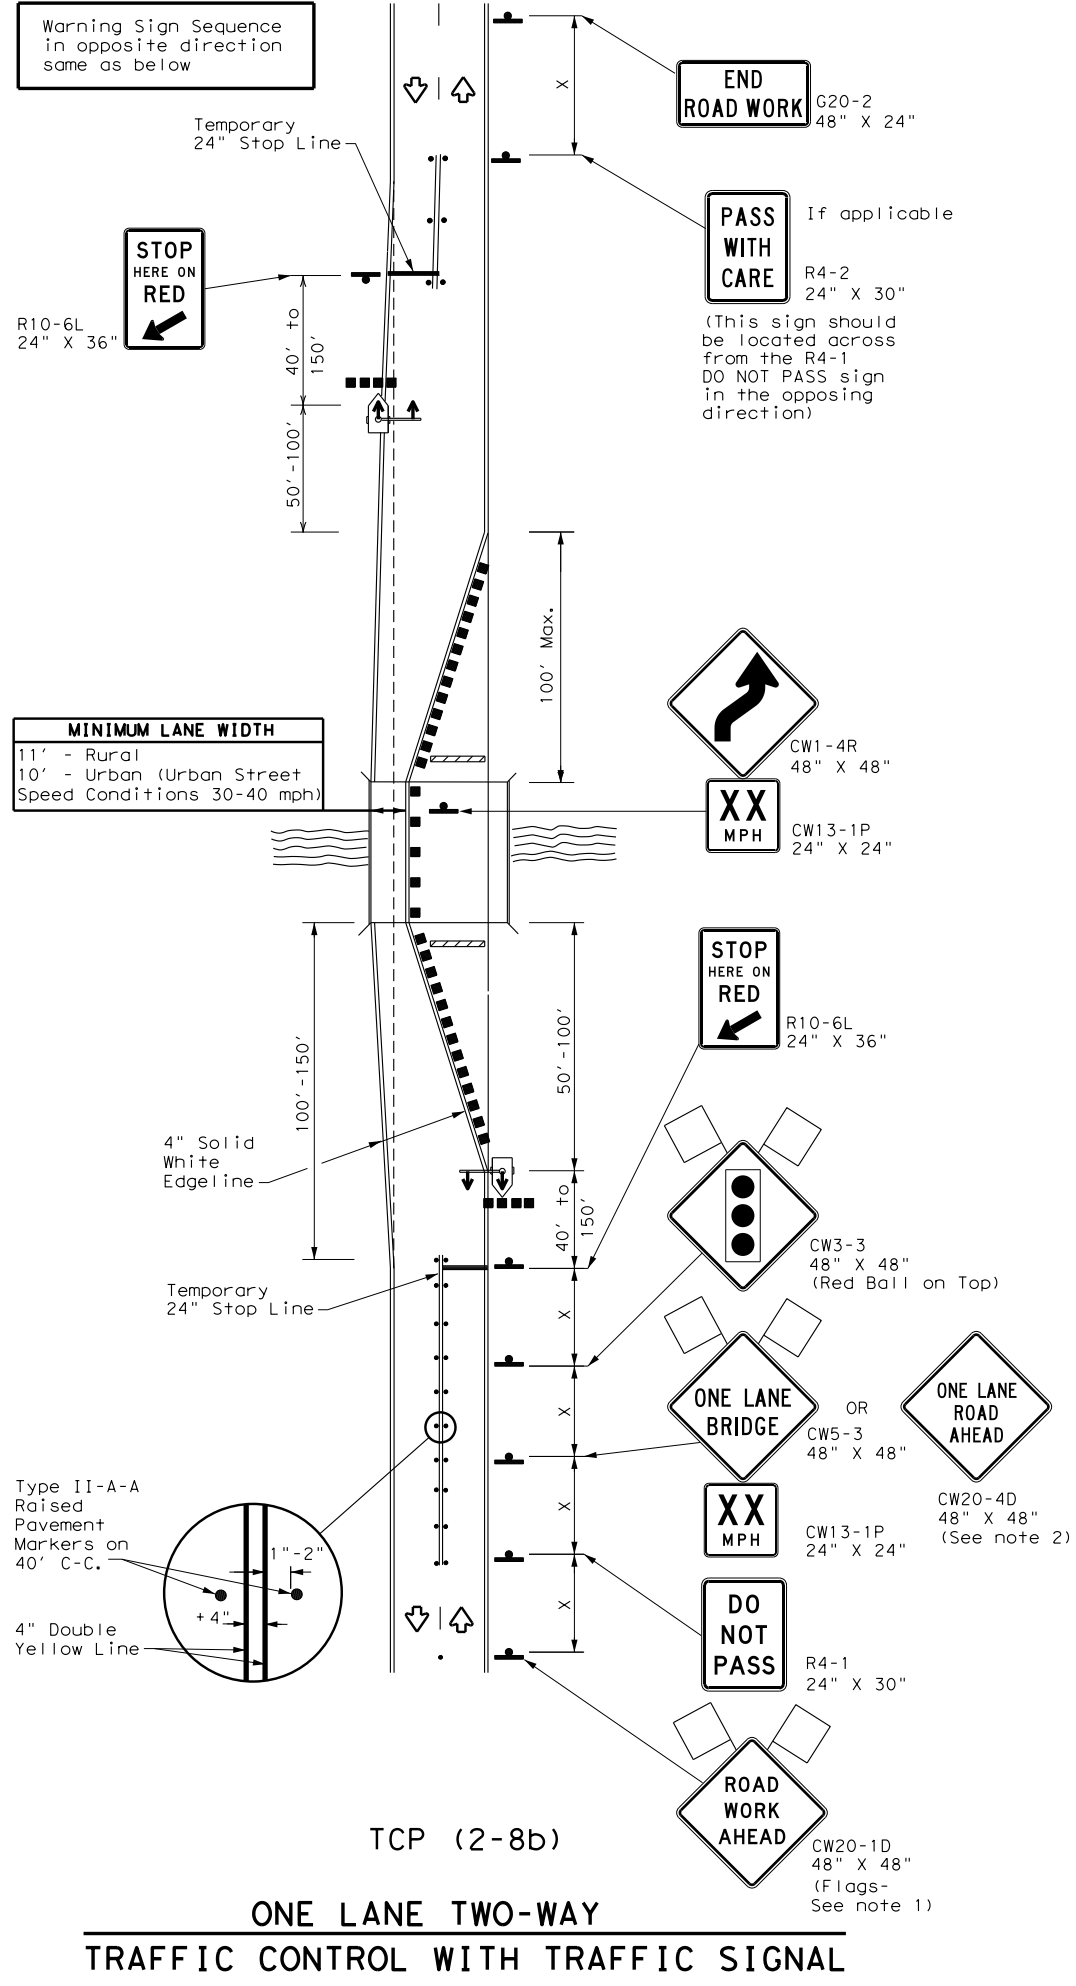 Warning Sign Sequence
in opposite direction
same as below
X
END
ROAD WORK
G20-2
48" X 24"
Temporary
24" Stop Line
PASS
WITH
CARE
If applicable
R4-2
24" X 30"
(This sign should
be located across
from the R4-1
DO NOT PASS sign
in the opposing
direction)
STOP
HERE ON
RED
R10-6L
24" X 36"
40' to
150'
50'-100'
100' Max.
CW1-4R
48" X 48"
XX
MPH
CW13-1P
24" X 24"
MINIMUM LANE WIDTH
11' - Rural
10' - Urban (Urban Street
Speed Conditions 30-40 mph)
STOP
HERE ON
RED
R10-6L
24" X 36"
100'-150'
50'-100'
4" Solid
White
Edgeline
40' to
150'
CW3-3
48" X 48"
(Red Ball on Top)
Temporary
24" Stop Line
X
X
X
X
ONE LANE
BRIDGE
OR
CW5-3
48" X 48"
ONE LANE
ROAD
AHEAD
CW20-4D
48" X 48"
(See note 2)
XX
MPH
CW13-1P
24" X 24"
Type II-A-A
Raised
Pavement
Markers on
40' C-C.
1"-2"
+4"
4" Double
Yellow Line
DO
NOT
PASS
R4-1
24" X 30"
ROAD
WORK
AHEAD
CW20-1D
48" X 48"
(Flags-
See note 1)
TCP (2-8b)
ONE LANE TWO-WAY
TRAFFIC CONTROL WITH TRAFFIC SIGNAL